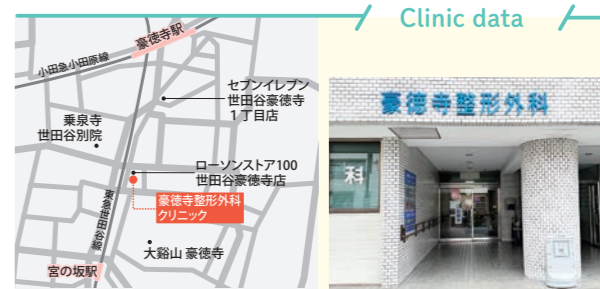 Clinic data
豪徳寺駅
小田急小田原線
セブンイレブン
世田谷豪徳寺
1丁目店
乗泉寺
世田谷別院
ローソンストア100
世田谷豪徳寺店
豪徳寺整形外科
クリニック
東急世田谷線
大谿山 豪徳寺
宮の坂駅
豪徳寺整形外科
科